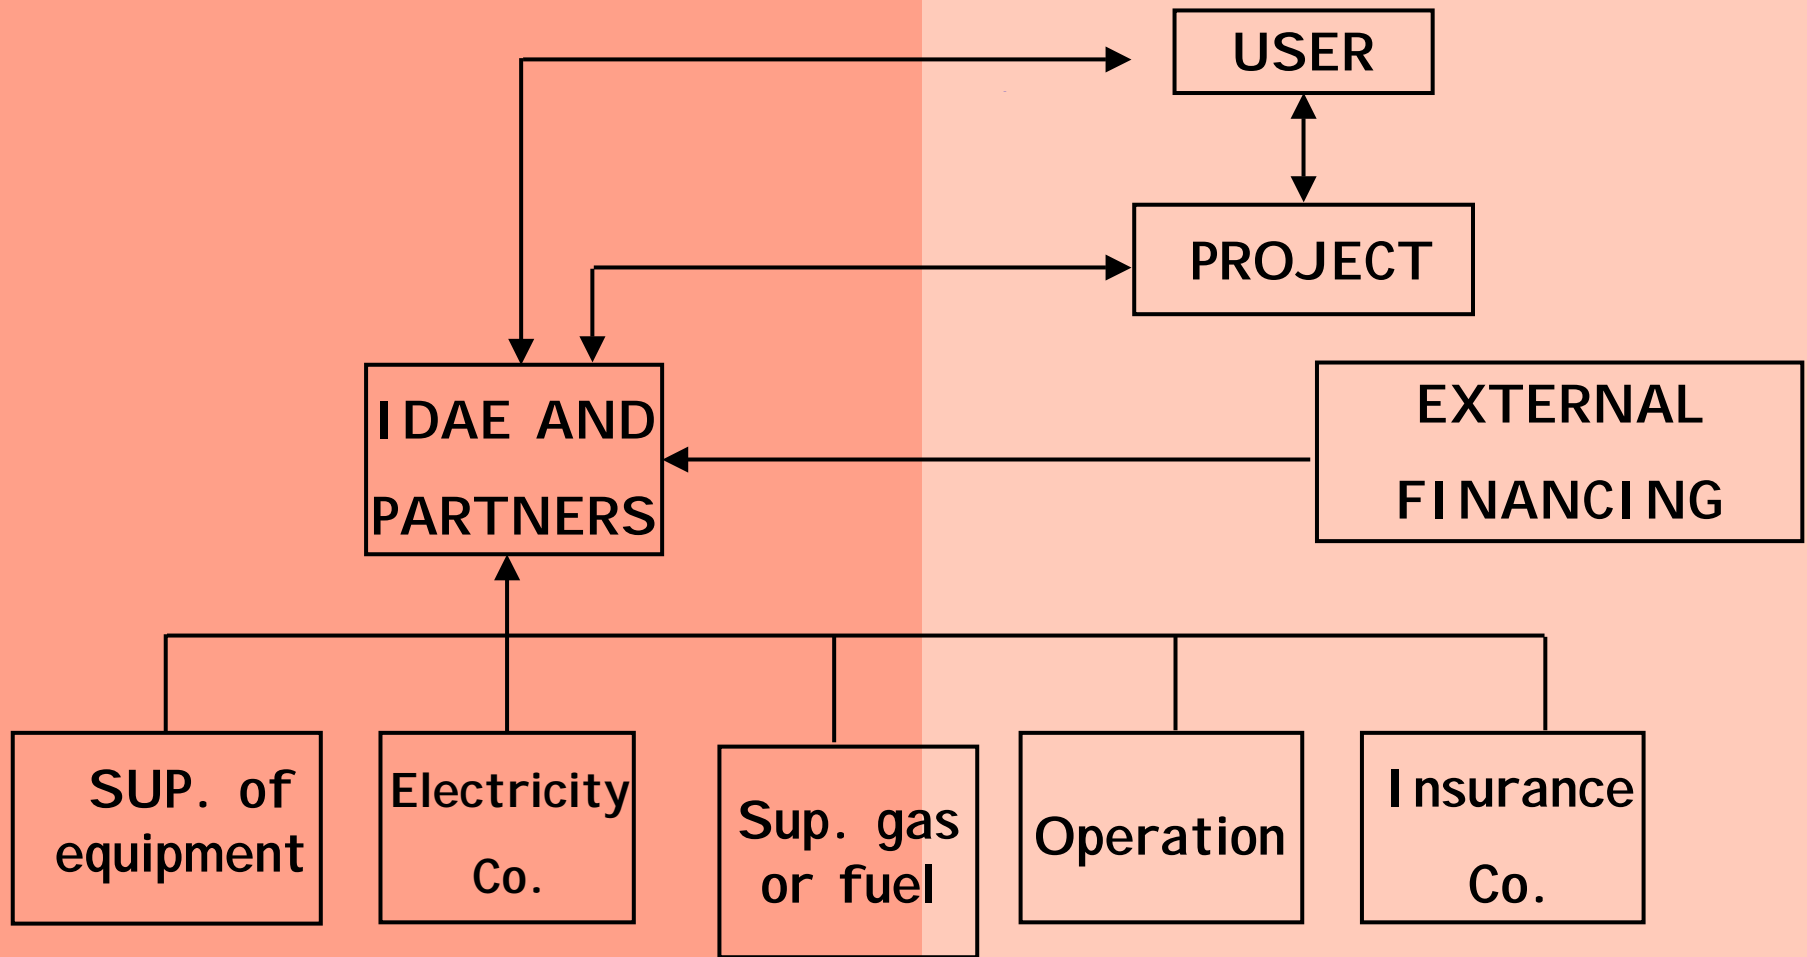 USER
PROJECT
IDAE AND
PARTNERS
EXTERNAL
FINANCING
SUP. of
equipment
Electricity
Co.
Sup. gas
or fuel
Operation
Insurance
Co.